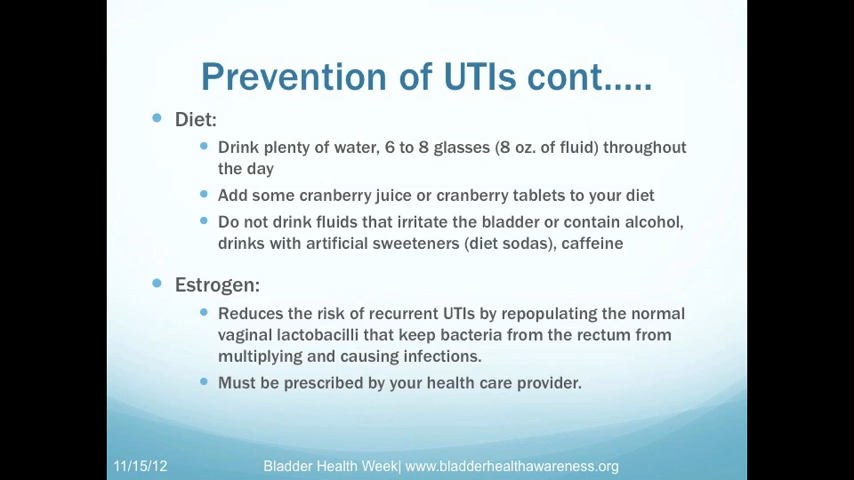 Prevention of UTIs cont.....
Diet:
Drink plenty of water, 6 to 8 glasses (8 oz. of fluid) throughout
the day
Add some cranberry juice or cranberry tablets to your diet
Do not drink fluids that irritate the bladder or contain alcohol,
drinks with artificial sweeteners (diet sodas), caffeine
Estrogen:
Reduces the risk of recurrent UTIs by repopulating the normal
vaginal lactobacilli that keep bacteria from the rectum from
multiplying and causing infections.
Must be prescribed by your health care provider.
11/15/12
Bladder Health Week| www.bladderhealthawareness.org